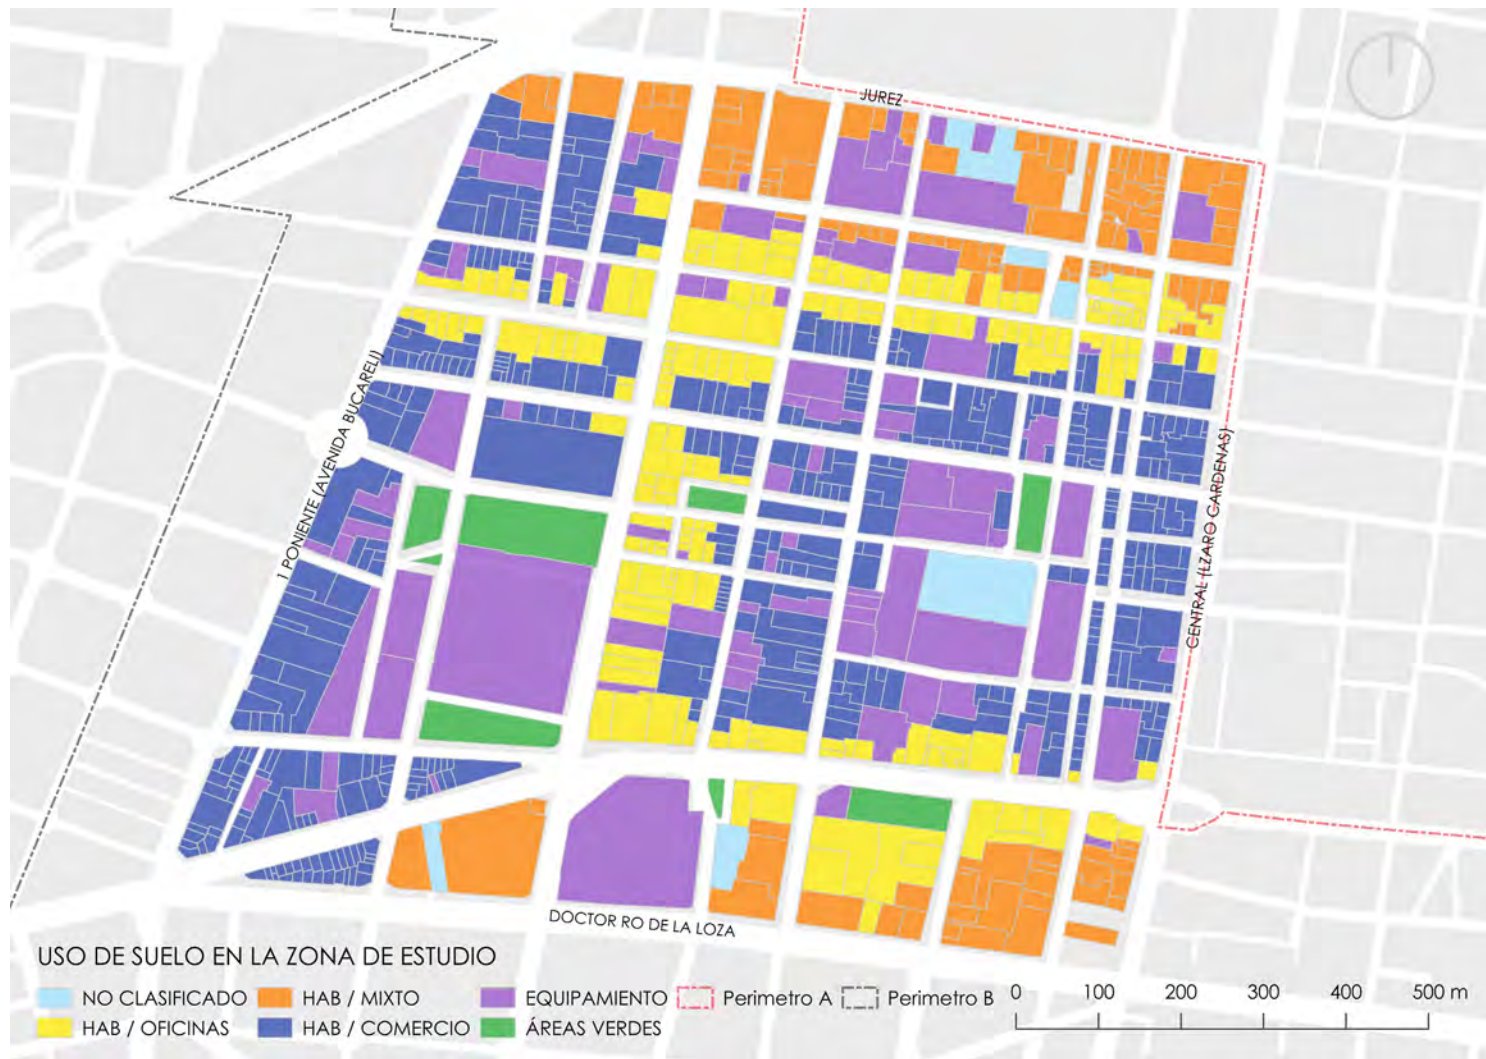 JUREZ
1 PONIENTE (AVENIDA BUCARELI)
CENTRAL (LZARO CARDENAS)
DOCTOR RO DE LA LOZA
USO DE SUELO EN LA ZONA DE ESTUDIO
NO CLASIFICADO HAB / MIXTO EQUIPAMIENTO Perimetro A Perimetro B
HAB / OFICINAS HAB / COMERCIO ÁREAS VERDES
0 100 200 300 400 500 m